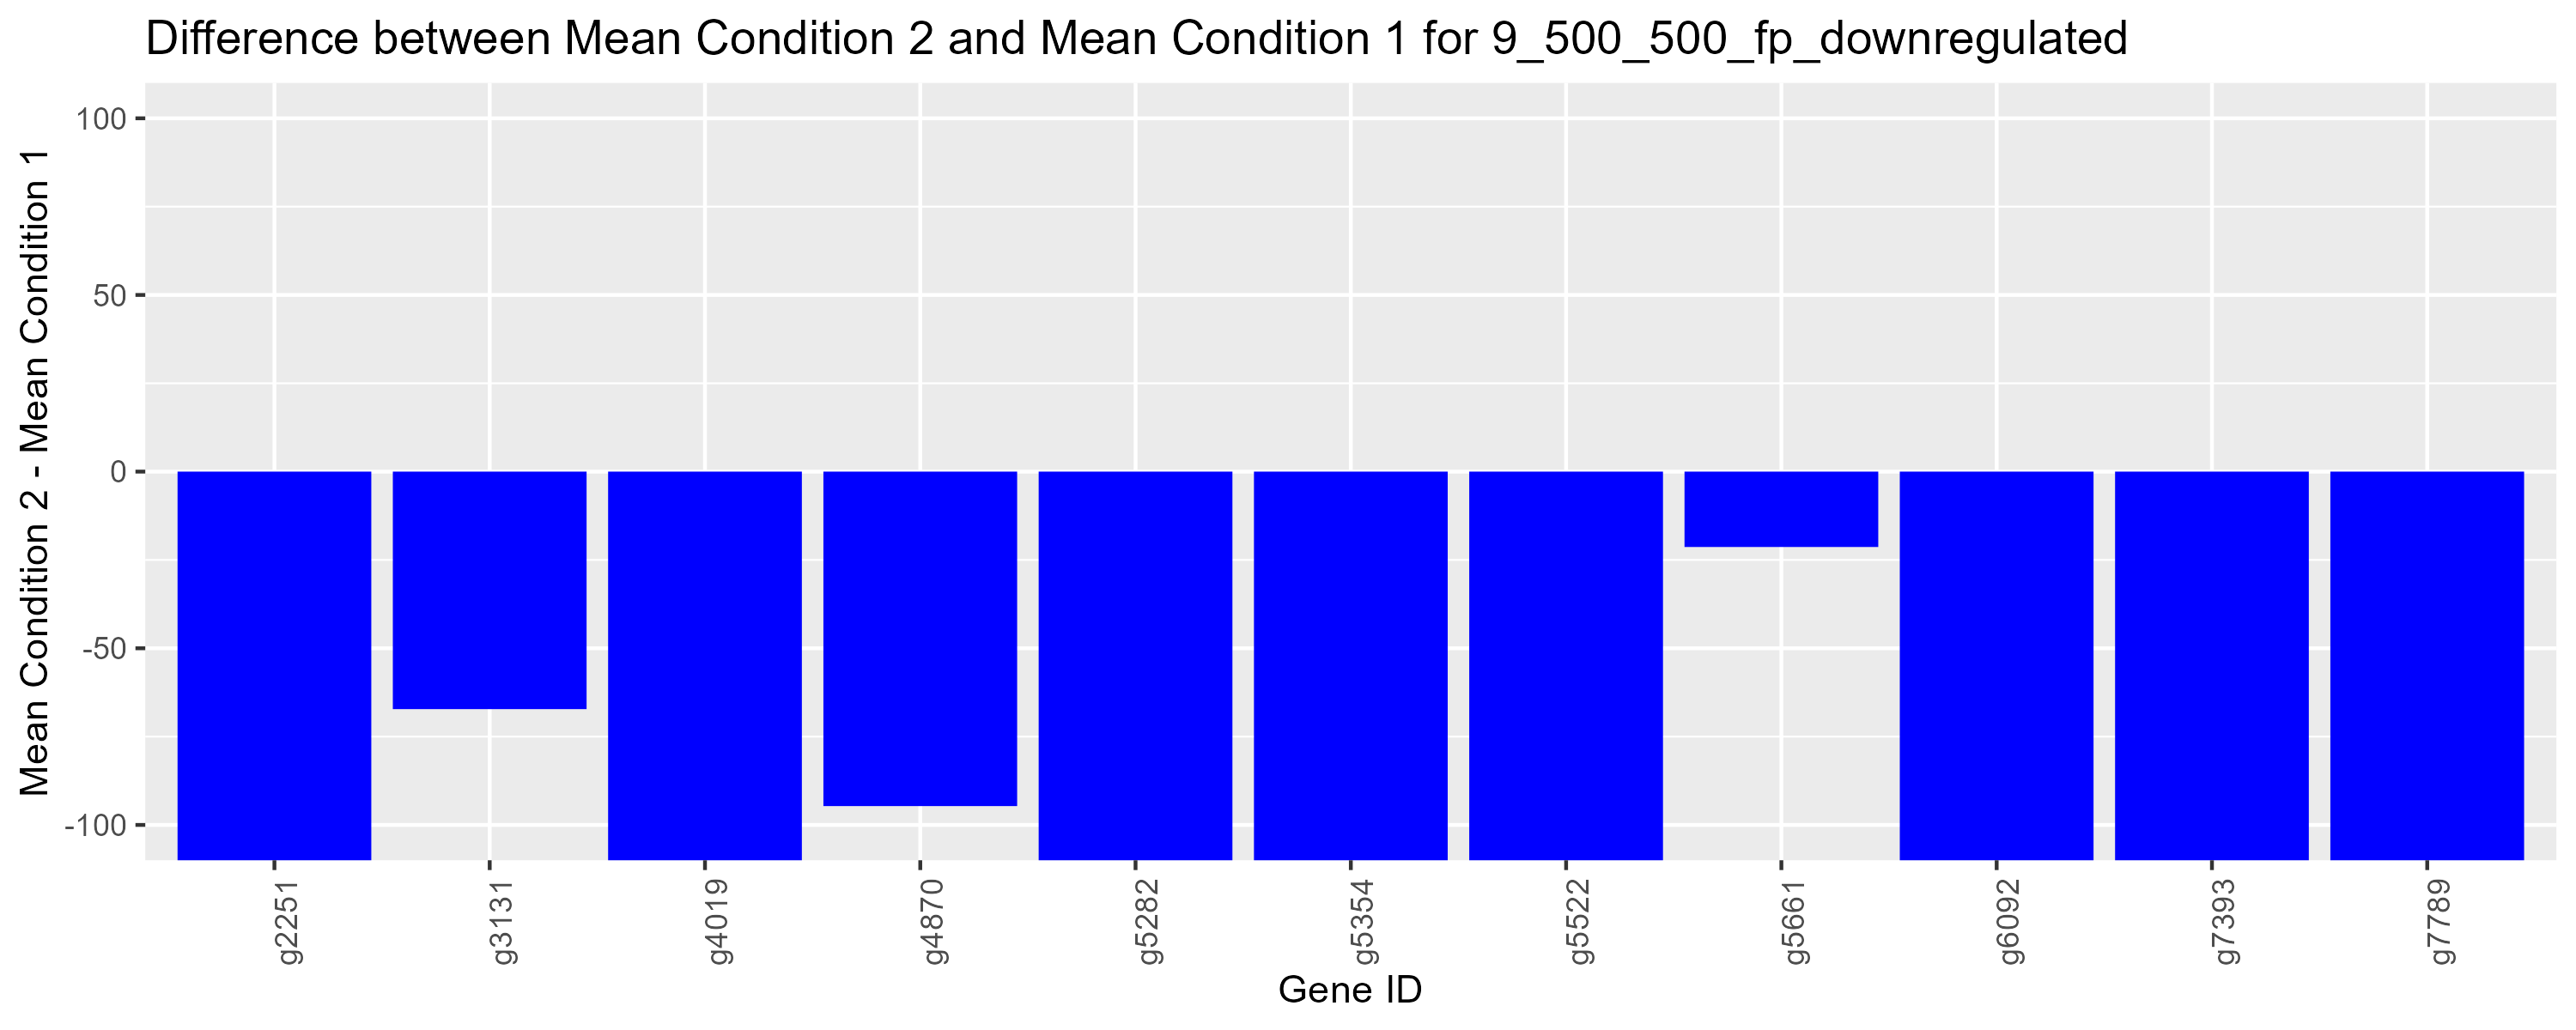 Difference between Mean Condition 2 and Mean Condition 1 for 9_500_500_fp_downregulated
Mean Condition 2 - Mean Condition 1
100
50
0
-50
-100
g2251
g3131
g4019
g4870
g5282
g5354
g5522
g5661
g6092
g7393
g7789
Gene ID